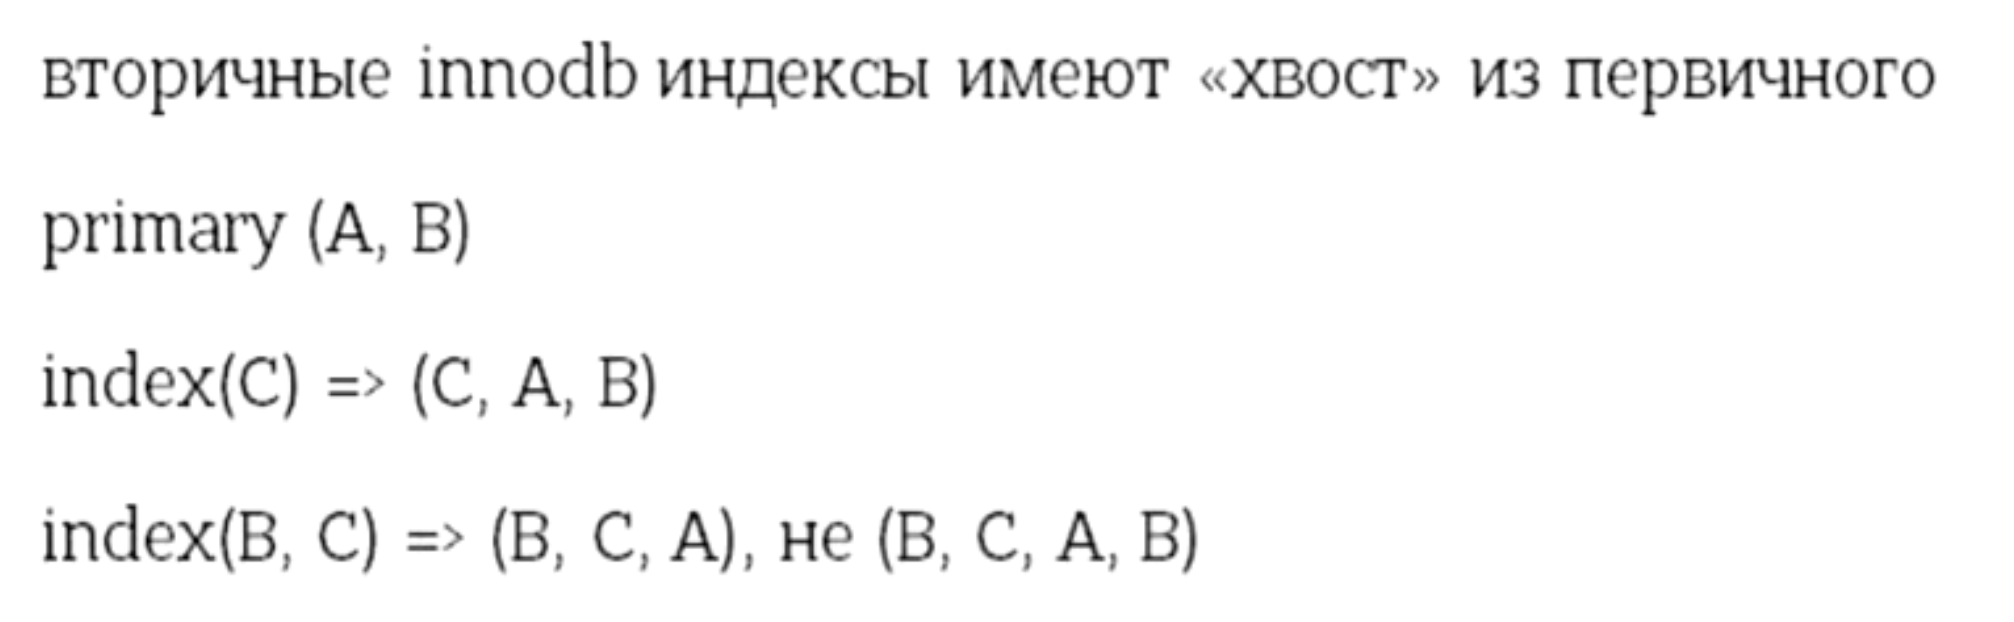 вторичные innodb индексы имеют «хвост» из первичного
primary (A, B)
index(C) => (C, A, B)
index(B, C) => (B, C, A), не (B, C, A, B)